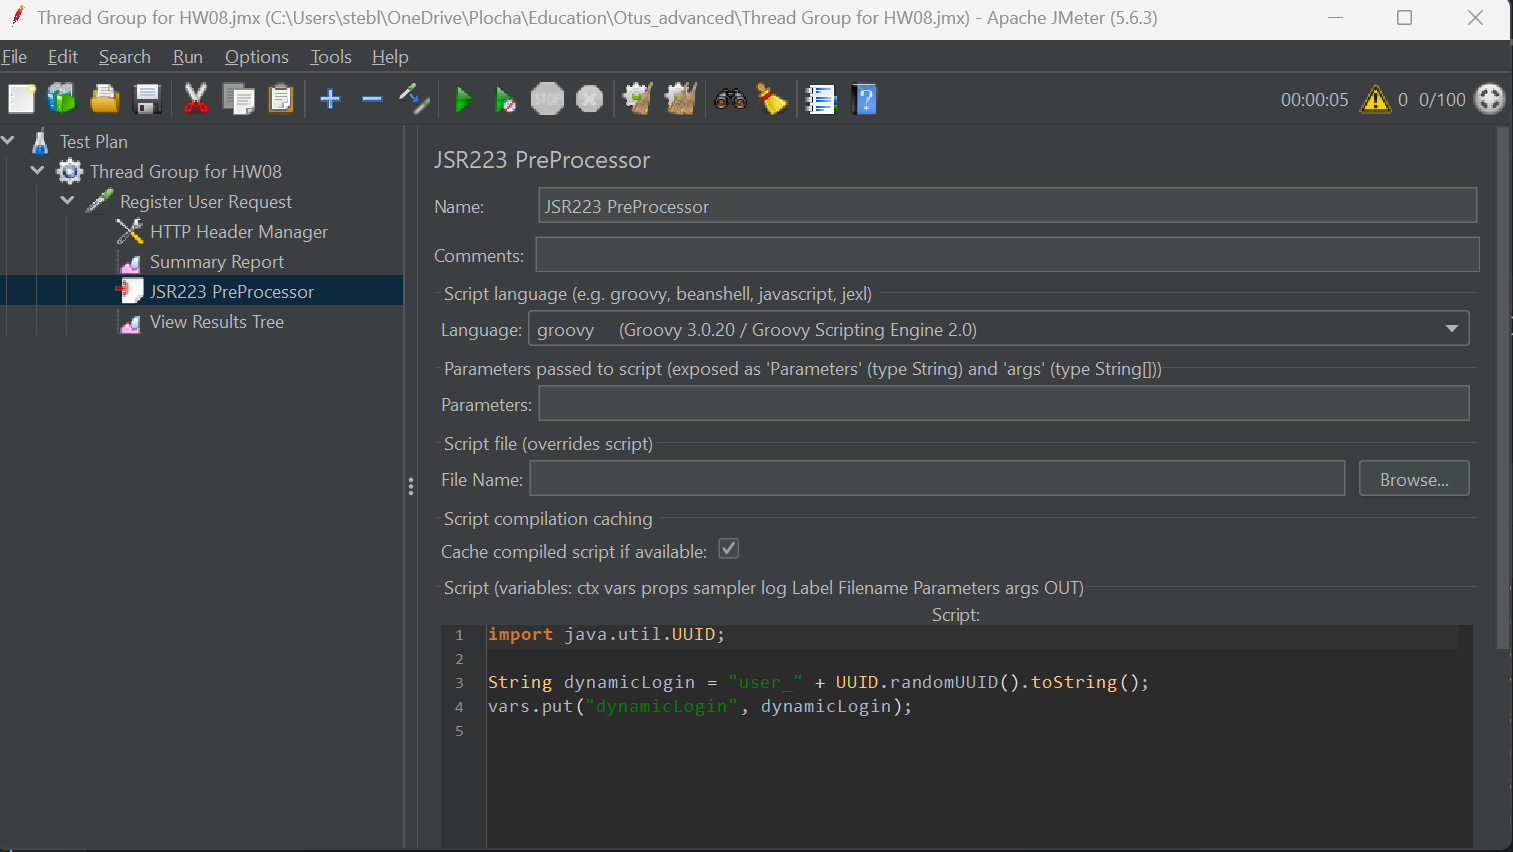 Thread Group for HW08.jmx (C:\Users\stebl\OneDrive\Plocha\Education\Otus_advanced\Thread Group for HW08.jmx) - Apache JMeter (5.6.3)
File Edit Search Run Options Tools Help
STOP
00:00:05 0 0/100
Test Plan
Thread Group for HW08
Register User Request
HTTP Header Manager
Summary Report
JSR223 PreProcessor
View Results Tree
JSR223 PreProcessor
Name: JSR223 PreProcessor
Comments:
Script language (e.g. groovy, beanshell, javascript, jexl)
Language: groovy (Groovy 3.0.20 / Groovy Scripting Engine 2.0)
Parameters passed to script (exposed as 'Parameters' (type String) and 'args' (type String[]))
Parameters:
Script file (overrides script)
File Name: Browse...
Script compilation caching
Cache compiled script if available:
Script (variables: ctx vars props sampler log Label Filename Parameters args OUT)
Script:
1 import java.util.UUID;
2
3 String dynamicLogin = "user_" + UUID.randomUUID().toString();
4 vars.put("dynamicLogin", dynamicLogin);
5